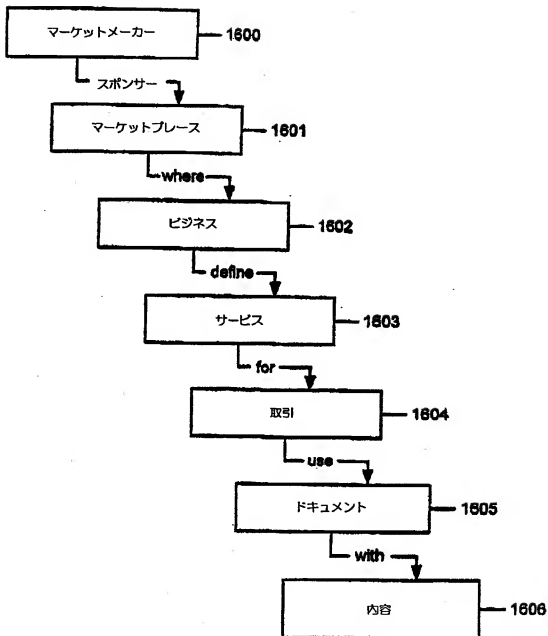 マーケットメーカー 1600
スポンサー
マーケットプレース 1601
where
ビジネス 1602
define
サービス 1603
for
取引 1604
use
ドキュメント 1605
with
内容 1606